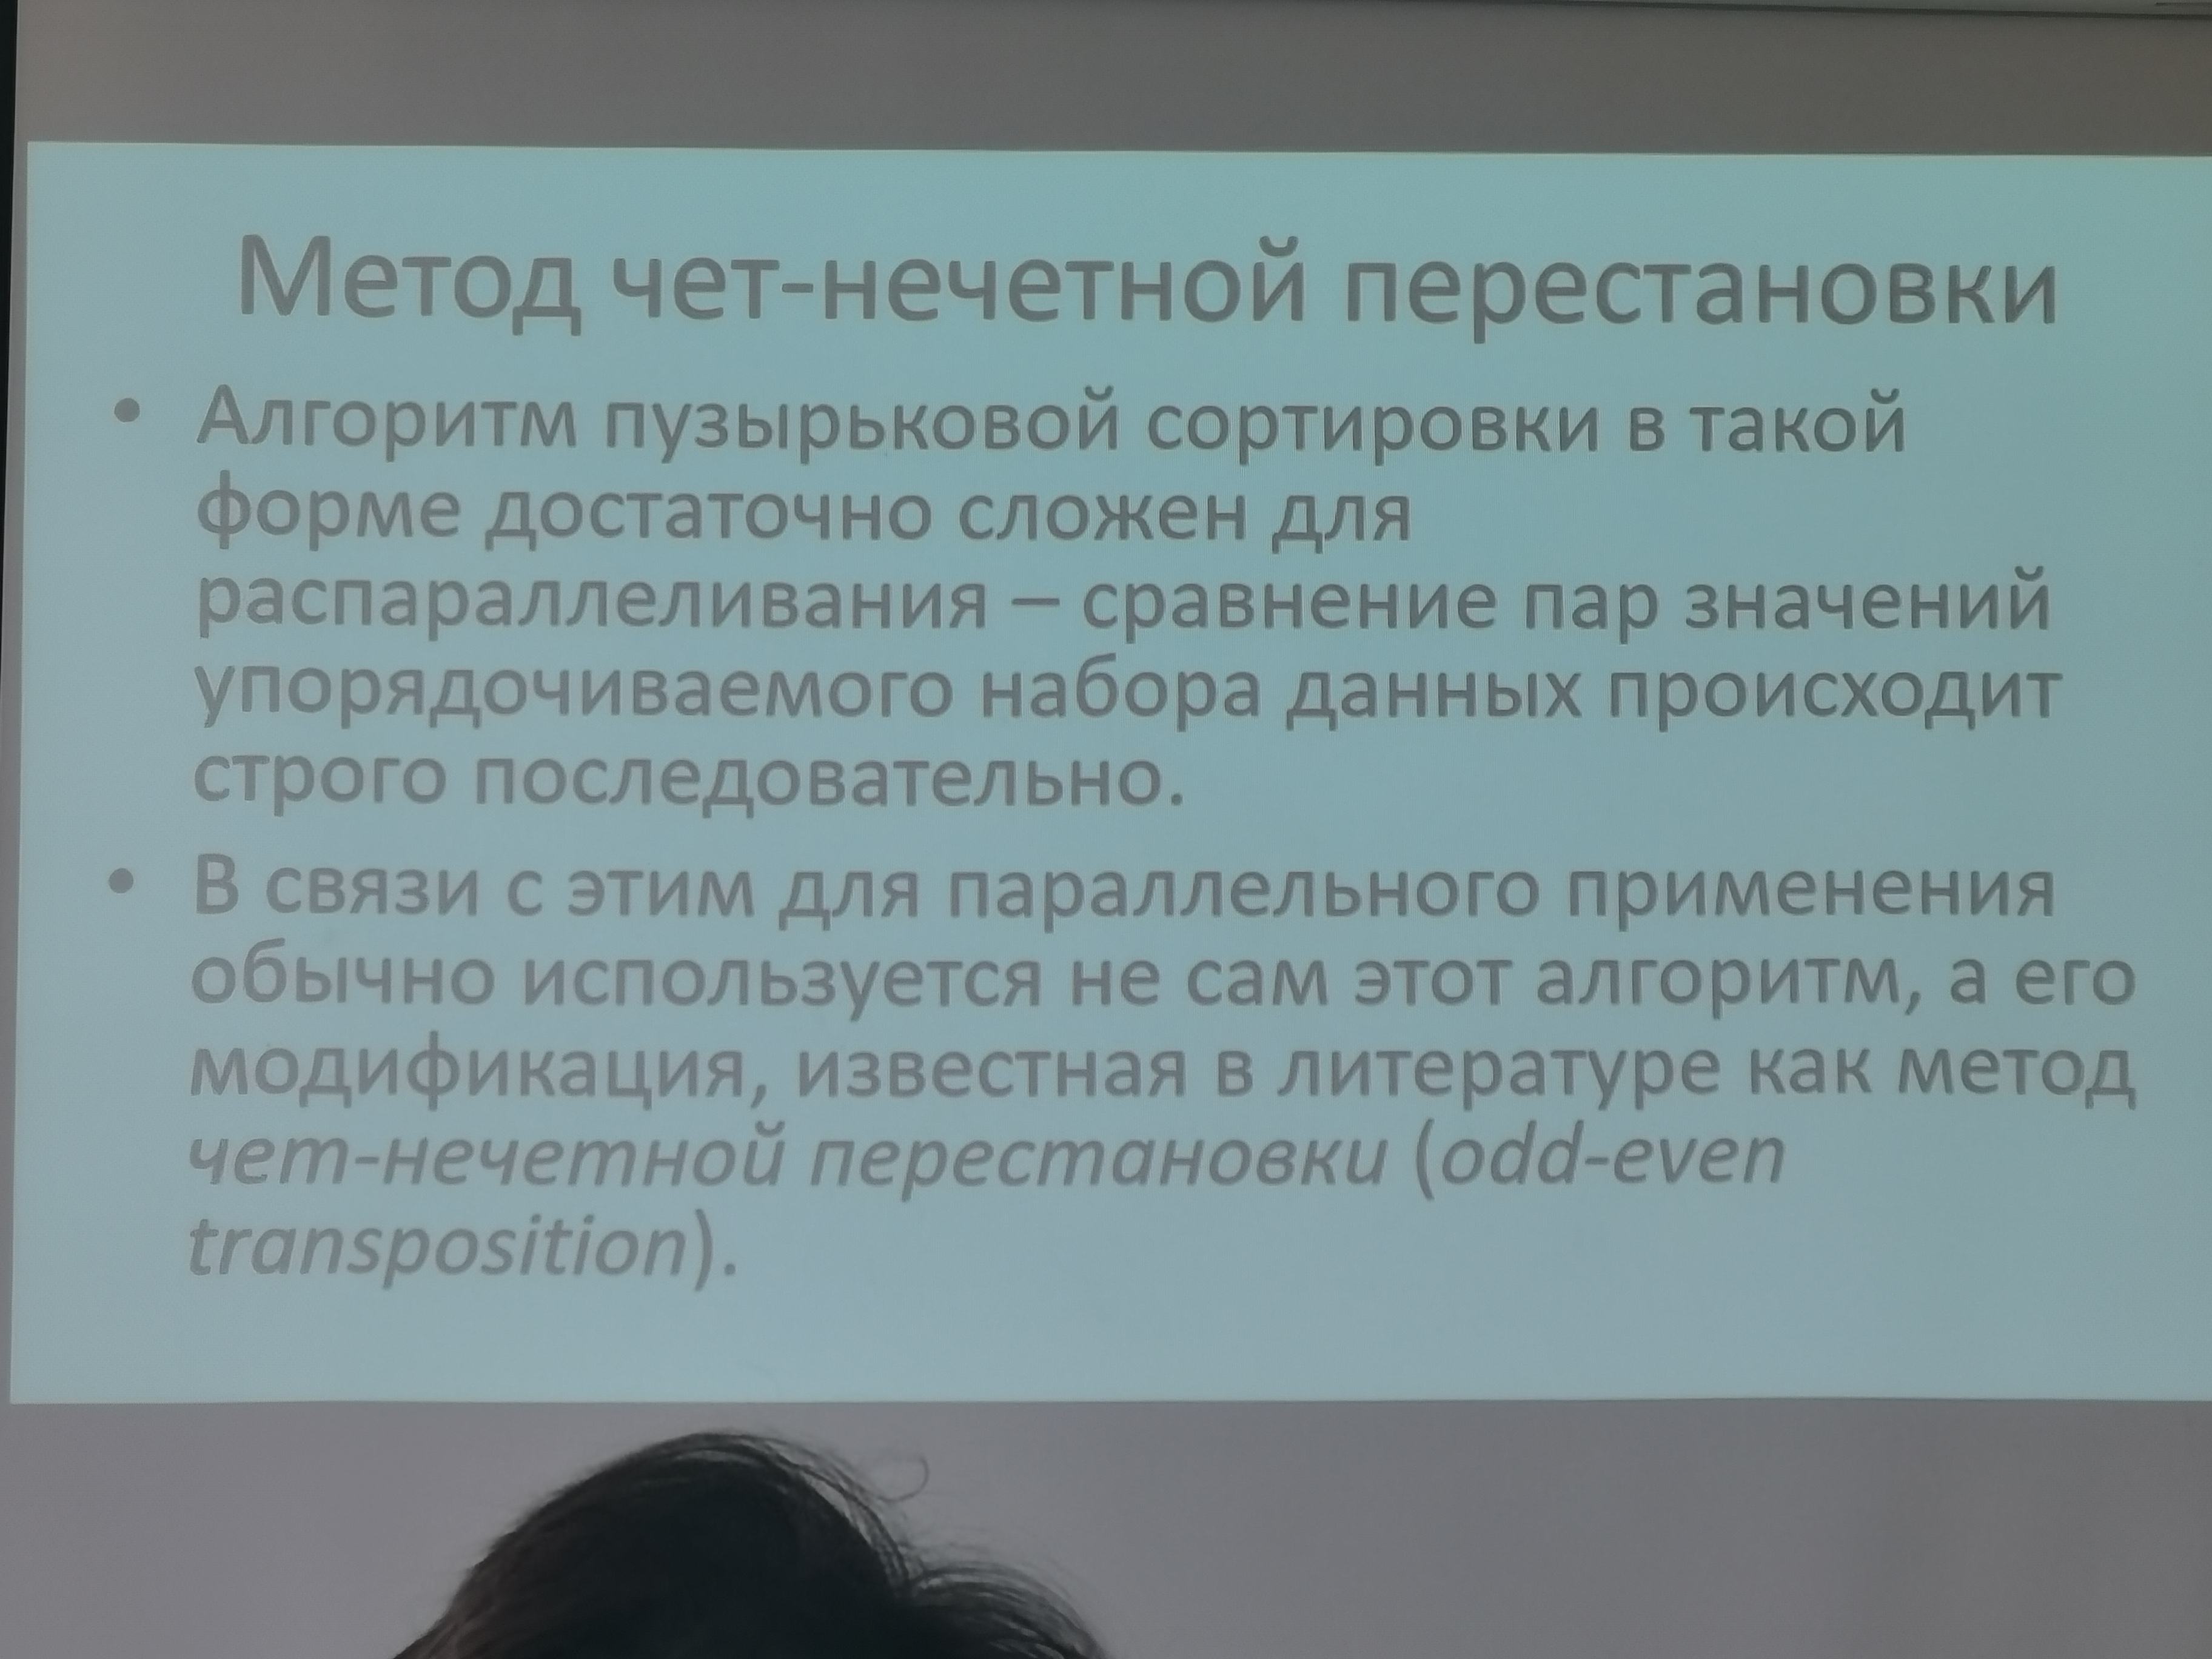 Метод чет-нечетной перестановки
• Алгоритм пузырьковой сортировки в такой
форме достаточно сложен для
распараллеливания – сравнение пар значений
упорядочиваемого набора данных происходит
строго последовательно.
• В связи с этим для параллельного применения
обычно используется не сам этот алгоритм, а его
модификация, известная в литературе как метод
чет-нечетной перестановки (odd-even
transposition).